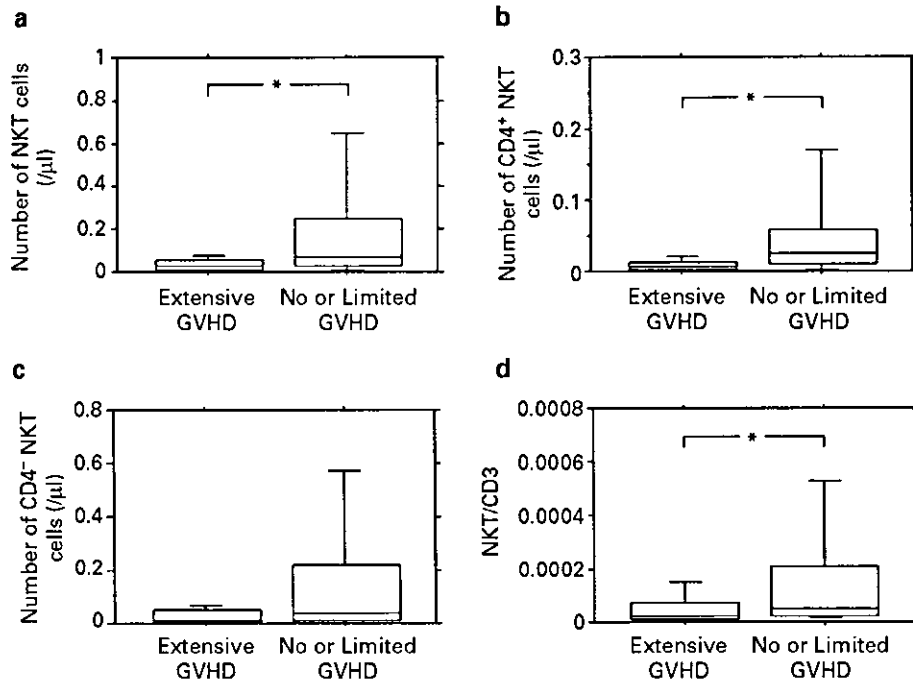 a
Number of NKT cells
(/µl)
1
0.8
0.6
0.4
0.2
0
*
Extensive
GVHD
No or Limited
GVHD
b
Number of CD4⁺ NKT
cells (/µl)
0.3
0.2
0.1
0
*
Extensive
GVHD
No or Limited
GVHD
c
Number of CD4⁻ NKT
cells (/µl)
0.8
0.6
0.4
0.2
0
Extensive
GVHD
No or Limited
GVHD
d
NKT/CD3
0.0008
0.0006
0.0004
0.0002
0
*
Extensive
GVHD
No or Limited
GVHD